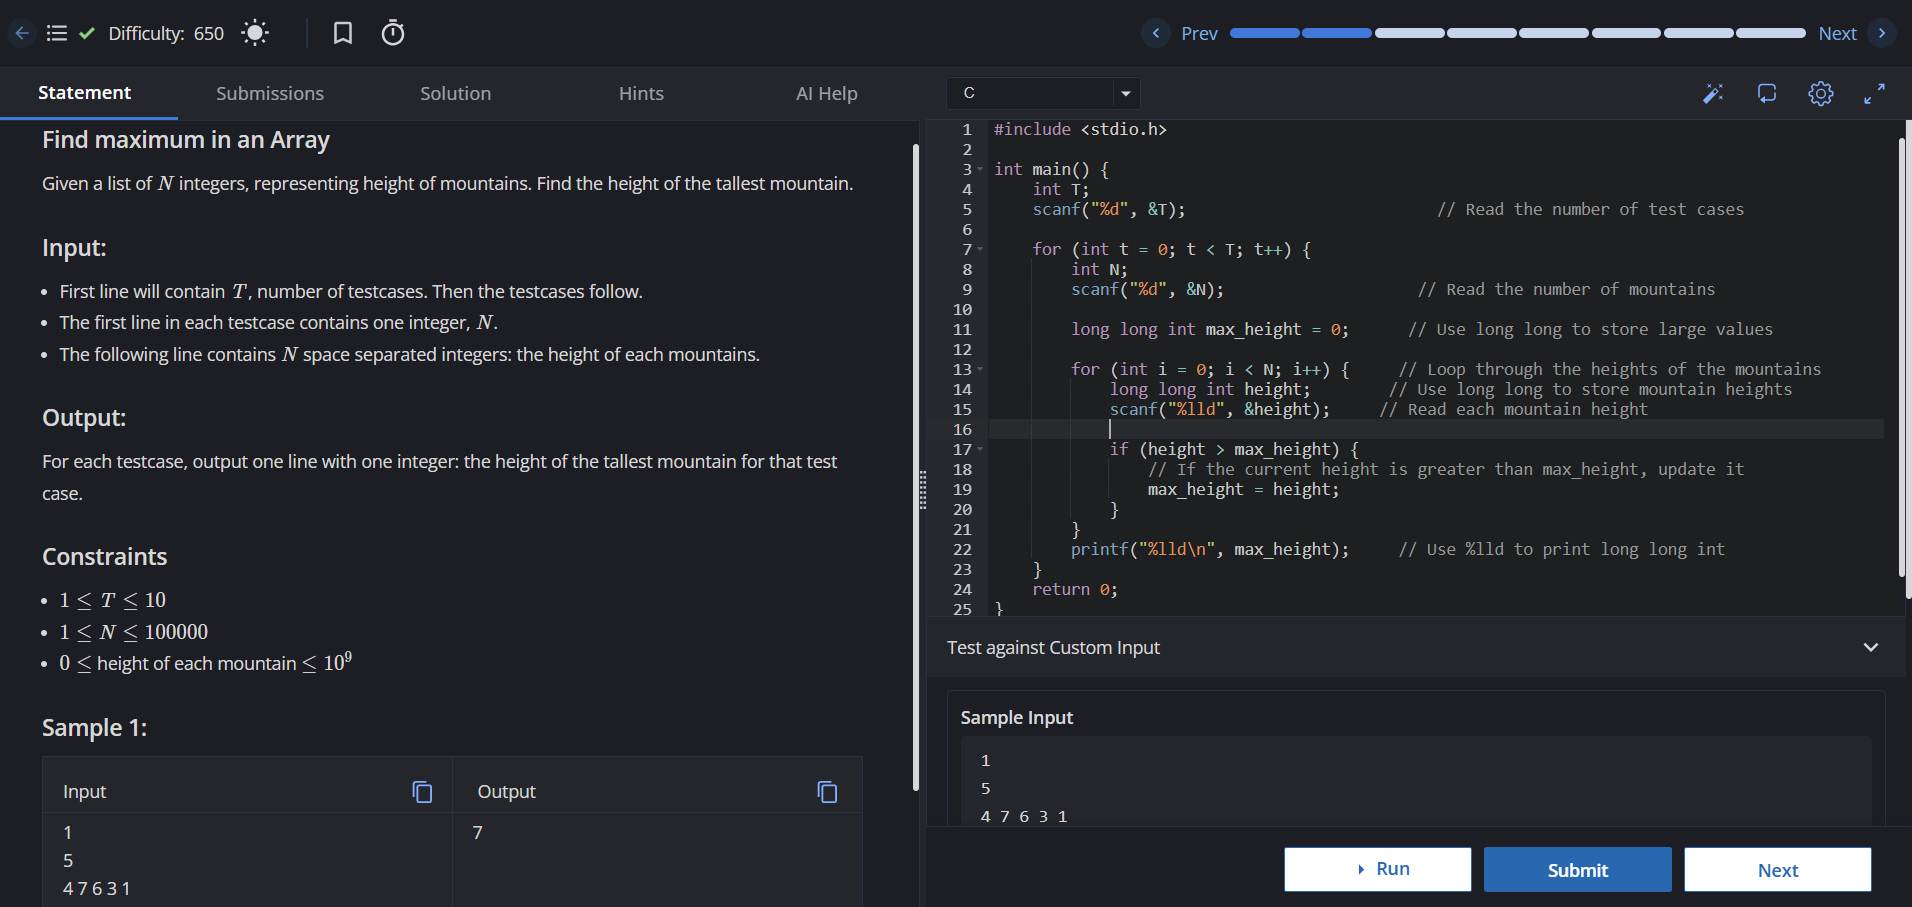 Difficulty: 650
Prev
Next
Statement
Submissions
Solution
Hints
AI Help
Find maximum in an Array
Given a list of N integers, representing height of mountains. Find the height of the tallest mountain.
Input:
• First line will contain T, number of testcases. Then the testcases follow.
• The first line in each testcase contains one integer, N.
• The following line contains N space separated integers: the height of each mountains.
Output:
For each testcase, output one line with one integer: the height of the tallest mountain for that test
case.
Constraints
• 1 ≤ T ≤ 10
• 1 ≤ N ≤ 100000
• 0 ≤ height of each mountain ≤ 10⁹
Sample 1:
Input
Output
1
5
4 7 6 3 1
7
C
1 #include <stdio.h>
2
3 int main() {
4     int T;
5     scanf("%d", &T);                          // Read the number of test cases
6
7     for (int t = 0; t < T; t++) {
8         int N;
9         scanf("%d", &N);                    // Read the number of mountains
10
11         long long int max_height = 0;      // Use long long to store large values
12
13         for (int i = 0; i < N; i++) {     // Loop through the heights of the mountains
14             long long int height;        // Use long long to store mountain heights
15             scanf("%lld", &height);     // Read each mountain height
16
17             if (height > max_height) {
18                 // If the current height is greater than max_height, update it
19                 max_height = height;
20             }
21         }
22         printf("%lld\n", max_height);     // Use %lld to print long long int
23     }
24     return 0;
25 }
Test against Custom Input
Sample Input
1
5
4 7 6 3 1
Run
Submit
Next